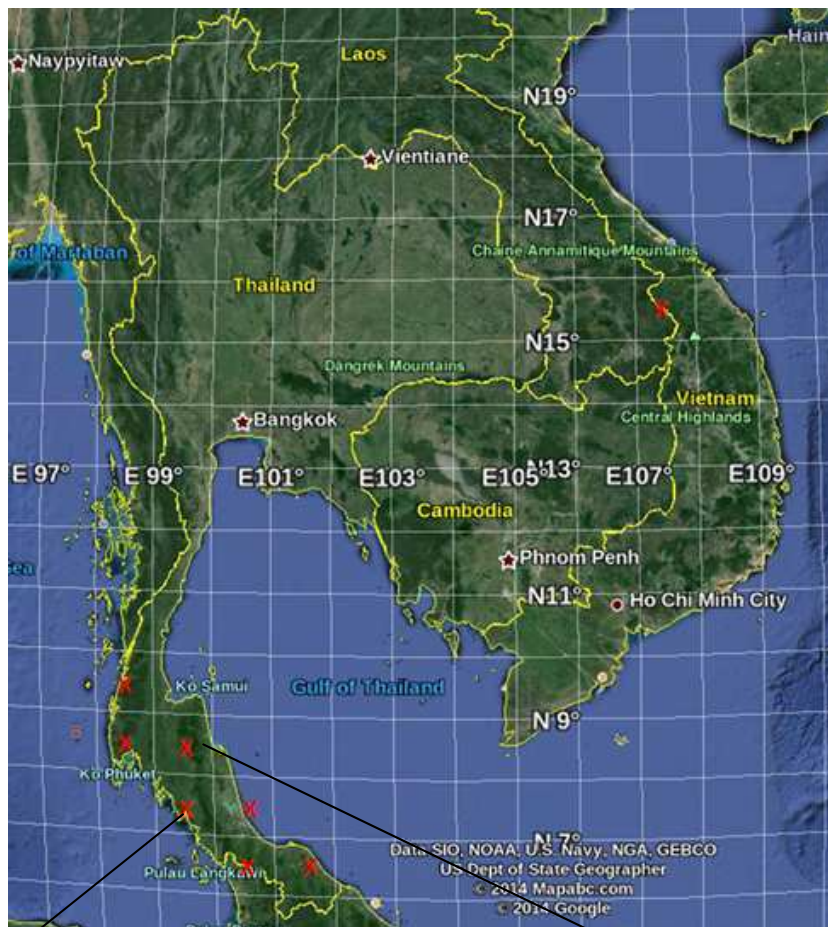 Hain
Laos
Naypyitaw
N19°
Vientiane
N17°
of Martaban
Chaine Annamitique Mountains
Thailand
N15°
Dangrek Mountains
Vietnam
Central Highlands
Bangkok
E 97°
E 99°
E101°
E103°
E105°
N13°
E107°
E109°
Cambodia
Phnom Penh
Sea
N11°
Ho Chi Minh City
Ko Samui
Gulf of Thailand
N 9°
Ko Phuket
N 7°
Data SIO, NOAA, U.S. Navy, NGA, GEBCO
Pulau Langkawi
US Dept of State Geographer
© 2014 Mapabc.com
© 2014 Google